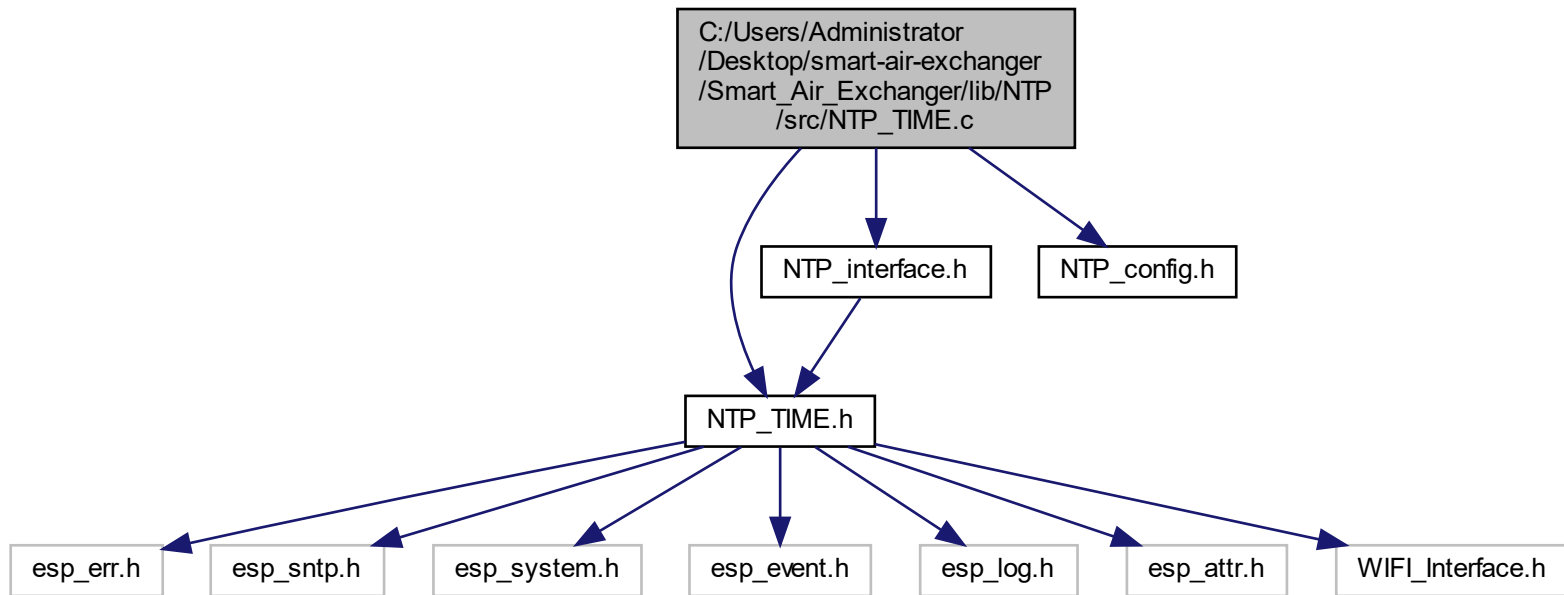 C:/Users/Administrator
/Desktop/smart-air-exchanger
/Smart_Air_Exchanger/lib/NTP
/src/NTP_TIME.c
NTP_interface.h
NTP_config.h
NTP_TIME.h
esp_err.h
esp_sntp.h
esp_system.h
esp_event.h
esp_log.h
esp_attr.h
WIFI_Interface.h